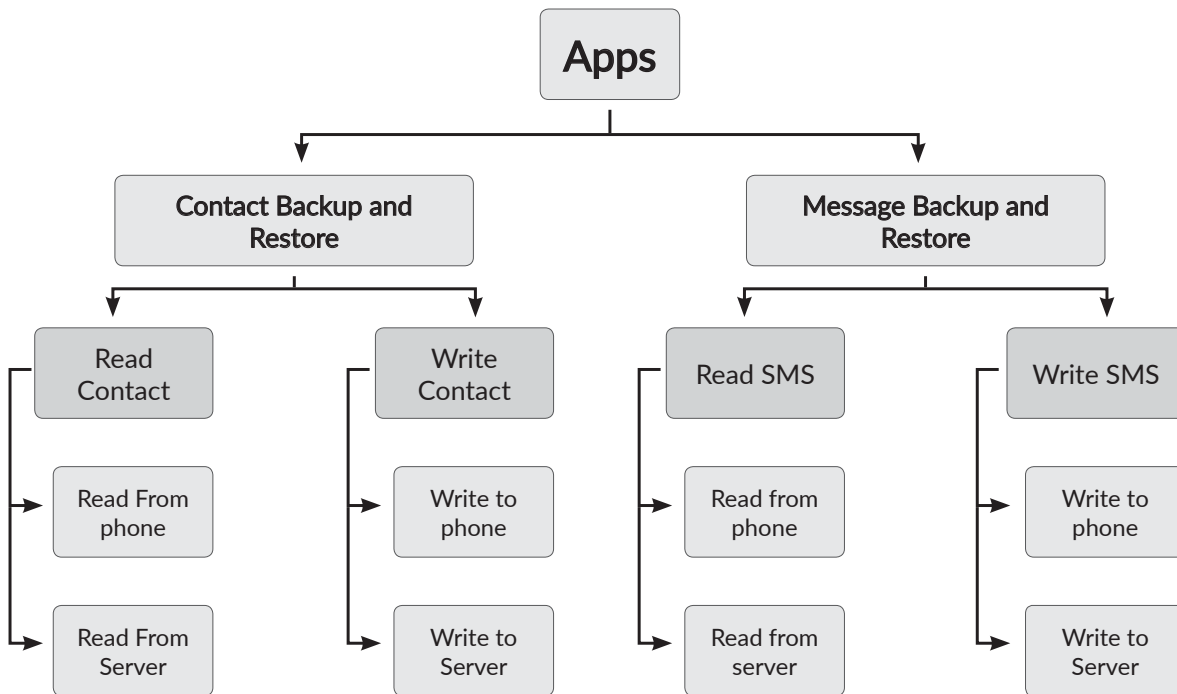 Apps
Contact Backup and
Restore
Message Backup and
Restore
Read
Contact
Write
Contact
Read SMS
Write SMS
Read From
phone
Write to
phone
Read from
phone
Write to
phone
Read From
Server
Write to
Server
Read from
server
Write to
Server